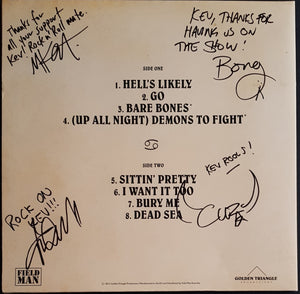 Thanks for
all your support
Kev! Rock n' Roll mate.
KEV, THANKS FOR
HAVING US ON
THE SHOW!
Bong
SIDE ONE
1. HELL'S LIKELY
2. GO
3. BARE BONES
4. (UP ALL NIGHT) DEMONS TO FIGHT
SIDE TWO
5. SITTIN' PRETTY
6. I WANT IT TOO
7. BURY ME
8. DEAD SEA
KEV ROOLS!
ROCK ON
KEV!!!
FIELD
MAN
GOLDEN TRIANGLE